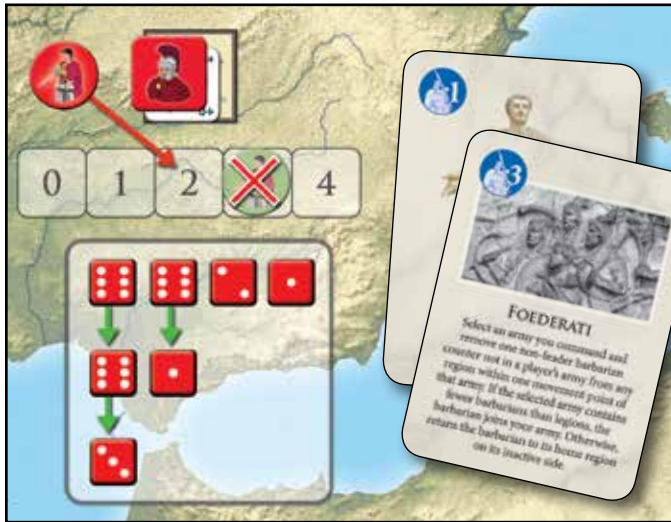 0 1 2 4
1
3
FOEDERATI
Select an army you command and
remove one non-leader barbarian
counter not in a player's army from any
region within one movement point of
that army. If the selected army contains
fewer barbarians than legions, the
barbarian joins your army. Otherwise,
return the barbarian to its home region
on its inactive side.